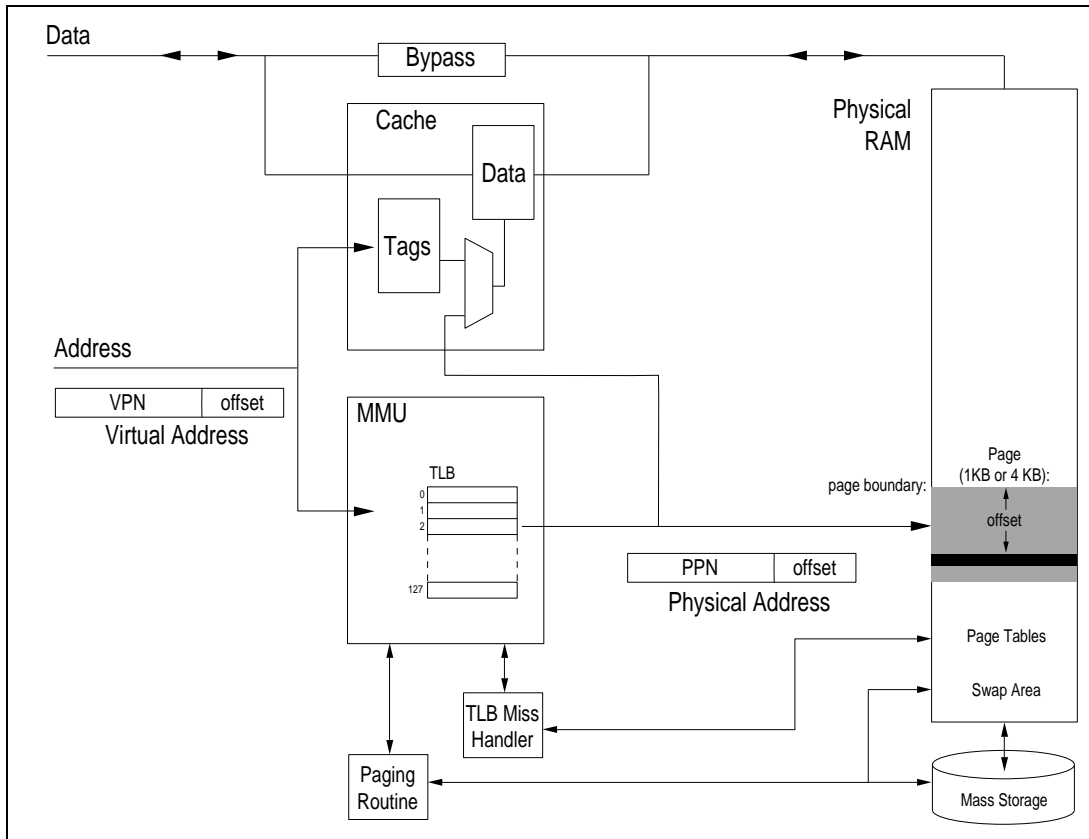 Data
Bypass
Physical
RAM
Cache
Data
Tags
Address
VPN offset
Virtual Address
MMU
TLB
0
1
2
127
Page
(1KB or 4 KB):
page boundary:
offset
PPN offset
Physical Address
Page Tables
Swap Area
TLB Miss
Handler
Paging
Routine
Mass Storage